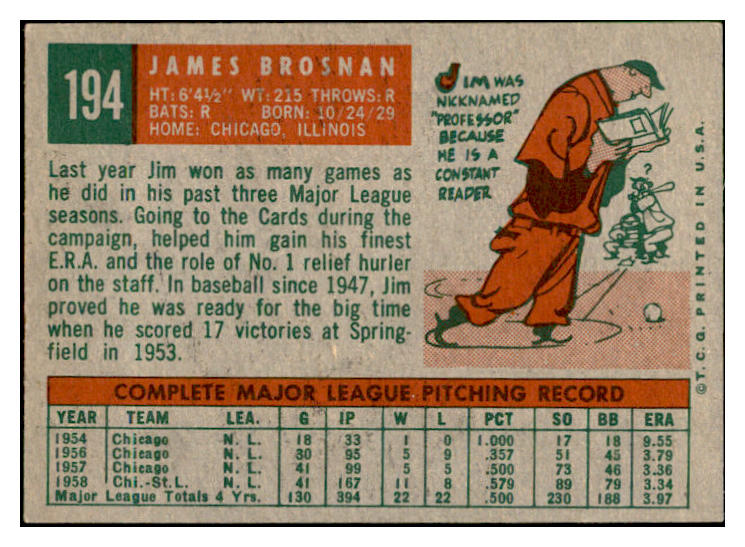 194
JAMES BROSNAN
HT: 6'4½" WT: 215 THROWS: R
BATS: R BORN: 10/24/29
HOME: CHICAGO, ILLINOIS
JIM WAS
NICKNAMED
"PROFESSOR"
BECAUSE
HE IS A
CONSTANT
READER
?
Last year Jim won as many games as
he did in his past three Major League
seasons. Going to the Cards during the
campaign, helped him gain his finest
E.R.A. and the role of No. 1 relief hurler
on the staff. In baseball since 1947, Jim
proved he was ready for the big time
when he scored 17 victories at Spring-
field in 1953.
© T. C. G. PRINTED IN U.S.A.
COMPLETE MAJOR LEAGUE PITCHING RECORD
YEAR TEAM LEA. G IP W L PCT SO BB ERA
1954 Chicago N. L. 18 33 1 0 1.000 17 18 9.55
1956 Chicago N. L. 30 95 5 9 .357 51 45 3.79
1957 Chicago N. L. 41 99 5 5 .500 73 46 3.36
1958 Chi.-St.L. N. L. 41 167 11 8 .579 89 79 3.34
Major League Totals 4 Yrs. 130 394 22 22 .500 230 188 3.97